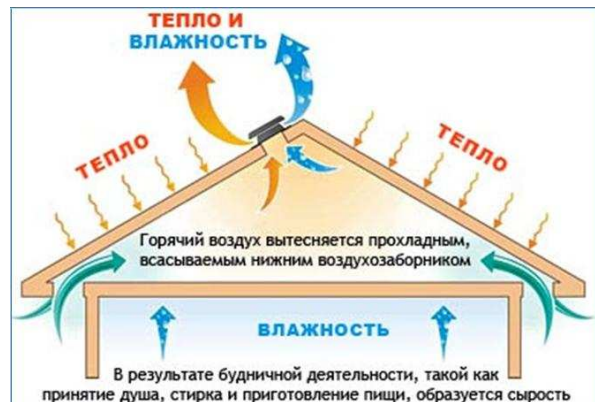 ТЕПЛО И
ВЛАЖНОСТЬ
ТЕПЛО
ТЕПЛО
Горячий воздух вытесняется прохладным,
всасываемым нижним воздухозаборником
ВЛАЖНОСТЬ
В результате будничной деятельности, такой как
принятие душа, стирка и приготовление пищи, образуется сырость